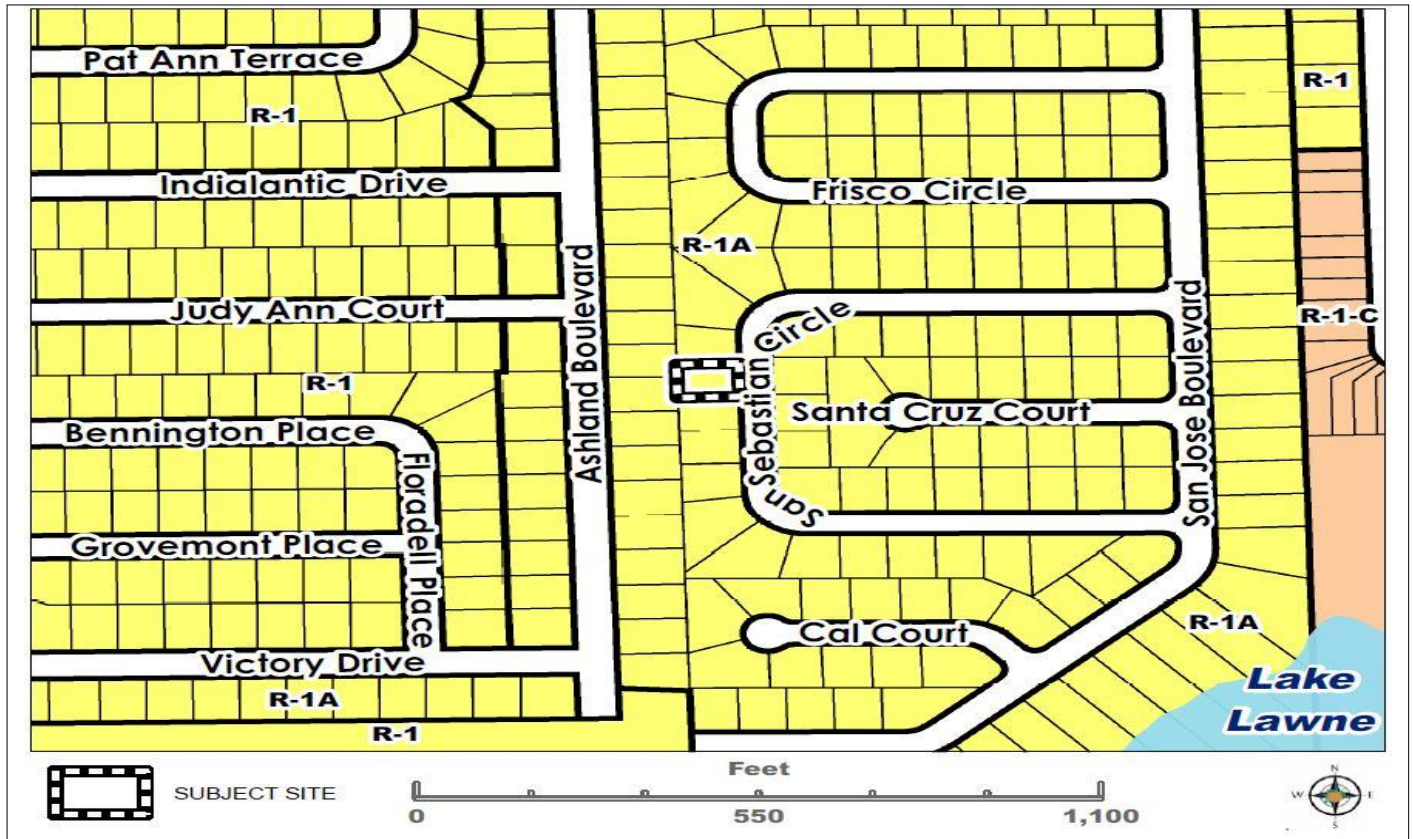 Pat Ann Terrace
R-1
R-1
Indialantic Drive
Frisco Circle
R-1A
Judy Ann Court
Ashland Boulevard
San Sebastian Circle
San Jose Boulevard
R-1-C
R-1
Santa Cruz Court
Bennington Place
Floradell Place
Grovemont Place
Cal Court
R-1A
Victory Drive
R-1A
R-1
Lake
Lawne
SUBJECT SITE
Feet
0
550
1,100
N
W
E
S